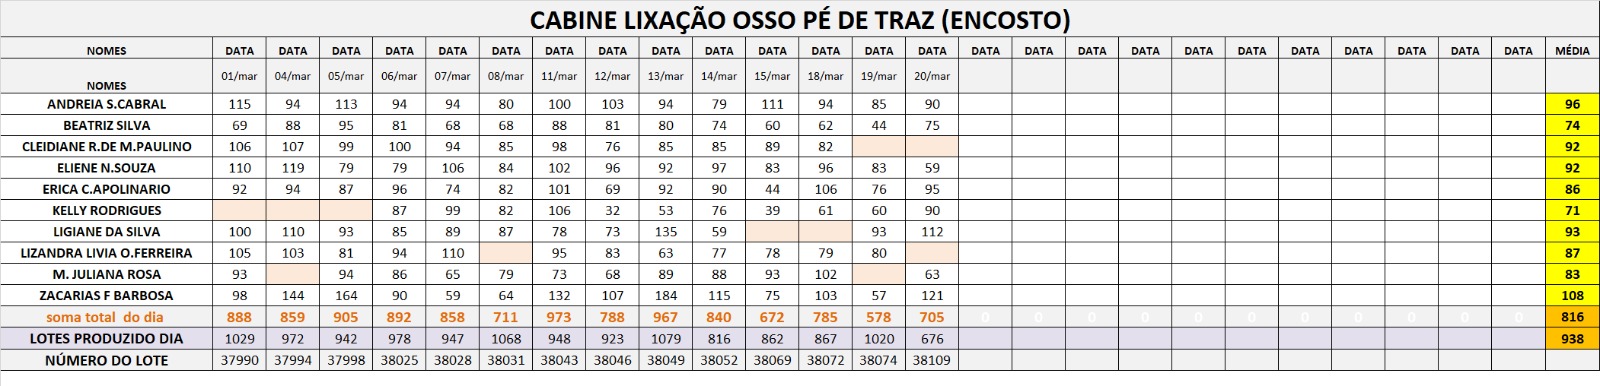 CABINE LIXAÇÃO OSSO PÉ DE TRAZ (ENCOSTO)
NOMES DATA DATA DATA DATA DATA DATA DATA DATA DATA DATA DATA DATA DATA DATA DATA DATA DATA DATA DATA DATA DATA DATA DATA DATA DATA MÉDIA
NOMES 01/mar 04/mar 05/mar 06/mar 07/mar 08/mar 11/mar 12/mar 13/mar 14/mar 15/mar 18/mar 19/mar 20/mar
ANDREIA S.CABRAL 115 94 113 94 94 80 100 103 94 79 111 94 85 90 96
BEATRIZ SILVA 69 88 95 81 68 68 88 81 80 74 60 62 44 75 74
CLEIDIANE R.DE M.PAULINO 106 107 99 100 94 85 98 76 85 85 89 82 92
ELIENE N.SOUZA 110 119 79 79 106 84 102 96 92 97 83 96 83 59 92
ERICA C.APOLINARIO 92 94 87 96 74 82 101 69 92 90 44 106 76 95 86
KELLY RODRIGUES 87 99 82 106 32 53 76 39 61 60 90 71
LIGIANE DA SILVA 100 110 93 85 89 87 78 73 135 59 93 112 93
LIZANDRA LIVIA O.FERREIRA 105 103 81 94 110 95 83 63 77 78 79 80 87
M. JULIANA ROSA 93 94 86 65 79 73 68 89 88 93 102 63 83
ZACARIAS F BARBOSA 98 144 164 90 59 64 132 107 184 115 75 103 57 121 108
soma total do dia 888 859 905 892 858 711 973 788 967 840 672 785 578 705 0 0 0 0 0 0 0 0 0 0 0 816
LOTES PRODUZIDO DIA 1029 972 942 978 947 1068 948 923 1079 816 862 867 1020 676 938
NÚMERO DO LOTE 37990 37994 37998 38025 38028 38031 38043 38046 38049 38052 38069 38072 38074 38109